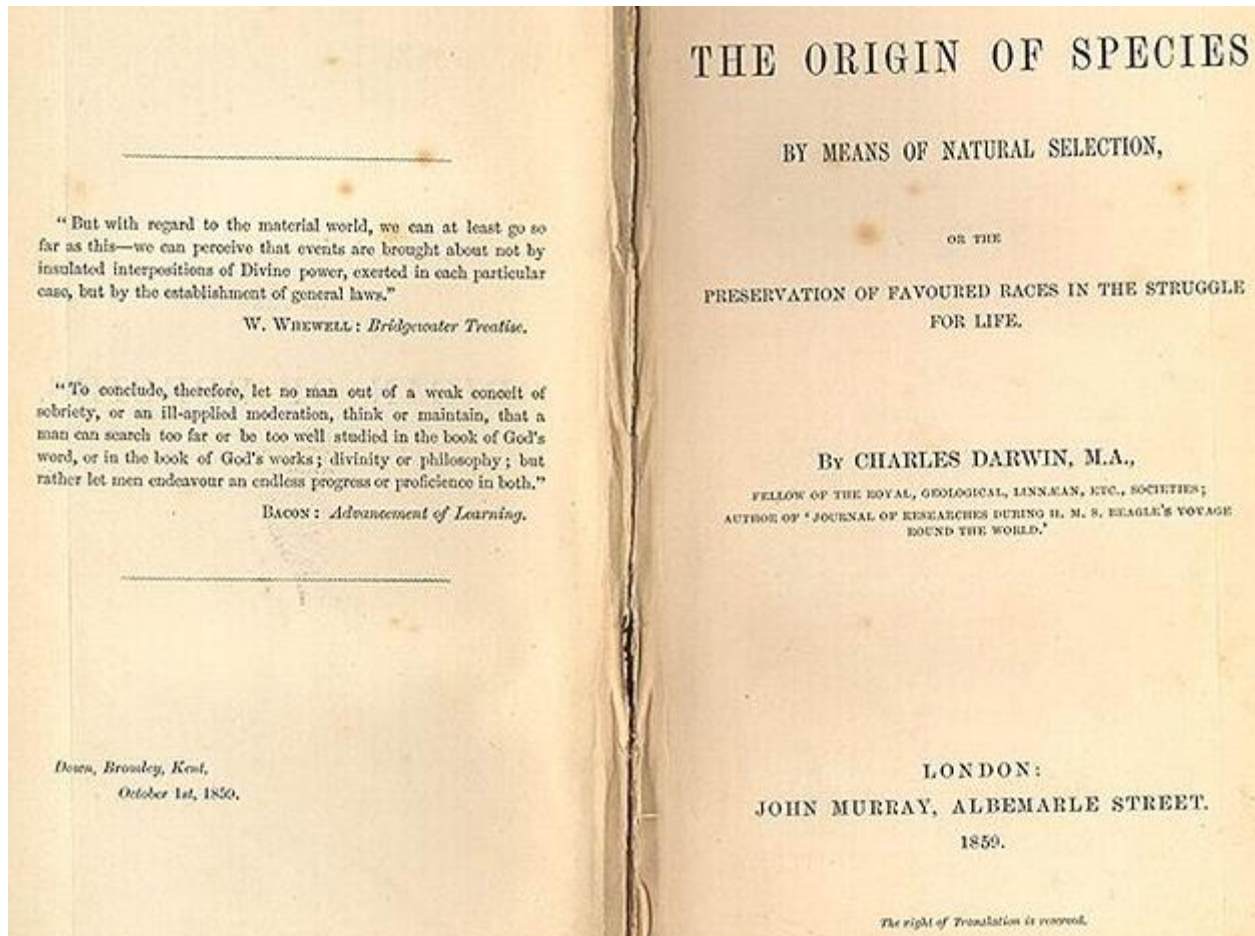 “But with regard to the material world, we can at least go so
far as this—we can perceive that events are brought about not by
insulated interpositions of Divine power, exerted in each particular
case, but by the establishment of general laws.”
W. WHEWELL: Bridgewater Treatise.
“To conclude, therefore, let no man out of a weak conceit of
sobriety, or an ill-applied moderation, think or maintain, that a
man can search too far or be too well studied in the book of God's
word, or in the book of God's works; divinity or philosophy; but
rather let men endeavour an endless progress or proficience in both.”
BACON: Advancement of Learning.
Down, Bromley, Kent,
October 1st, 1859.
THE ORIGIN OF SPECIES
BY MEANS OF NATURAL SELECTION,
OR THE
PRESERVATION OF FAVOURED RACES IN THE STRUGGLE
FOR LIFE.
BY CHARLES DARWIN, M.A.,
FELLOW OF THE ROYAL, GEOLOGICAL, LINNÆAN, ETC., SOCIETIES;
AUTHOR OF 'JOURNAL OF RESEARCHES DURING H. M. S. BEAGLE'S VOYAGE
ROUND THE WORLD.'
LONDON:
JOHN MURRAY, ALBEMARLE STREET.
1859.
The right of Translation is reserved.